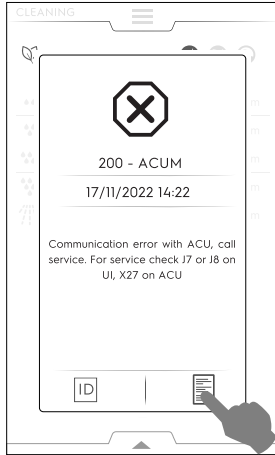 CLEANING
200 - ACUM
17/11/2022 14:22
Communication error with ACU, call
service. For service check J7 or J8 on
UI, X27 on ACU
ID